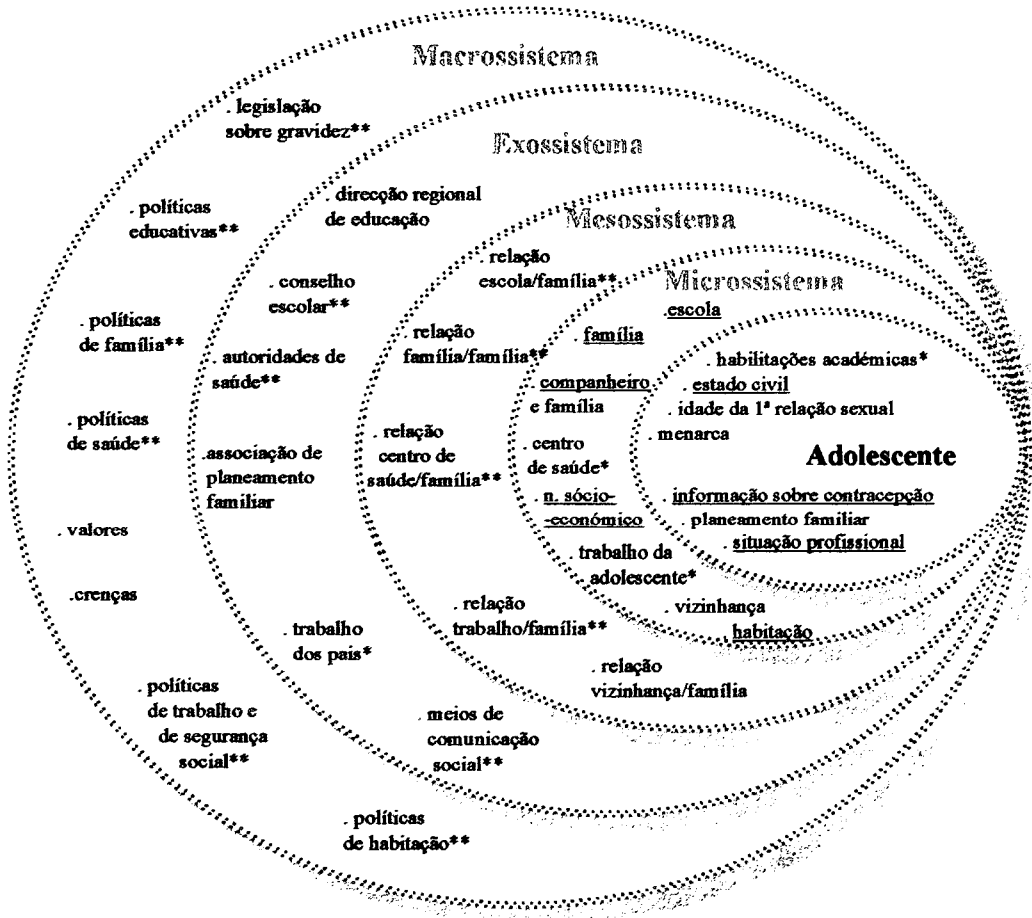 Macrossistema
. legislação
sobre gravidez**
. políticas
educativas**
. políticas
de família**
. políticas
de saúde**
. valores
.crenças
. políticas
de trabalho e
de segurança
social**
. políticas
de habitação**
Exossistema
. direcção regional
de educação
. conselho
escolar**
. autoridades de
saúde**
.associação de
planeamento
familiar
. trabalho
dos pais*
. meios de
comunicação
social**
Mesossistema
. relação
escola/família**
. relação
família/família**
. relação
centro de
saúde/família**
. relação
trabalho/família**
. relação
vizinhança/família
Microssistema
.escola
. família
. companheiro
e família
. centro
de saúde*
. n. sócio-
-económico
. trabalho da
adolescente*
. vizinhança
habitação
. habilitações académicas*
. estado civil
. idade da 1ª relação sexual
. menarca
Adolescente
. informação sobre contracepção
. planeamento familiar
. situação profissional